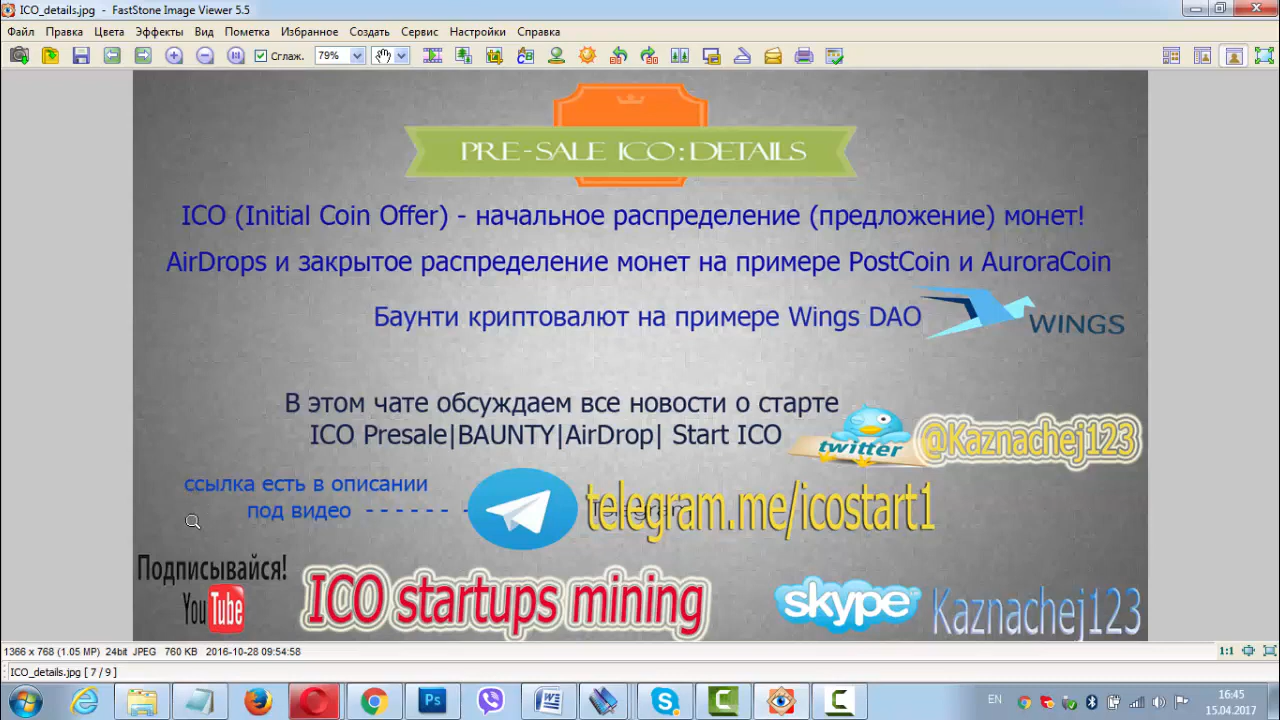 ICO_details.jpg - FastStone Image Viewer 5.5
Файл Правка Цвета Эффекты Вид Пометка Избранное Создать Сервис Настройки Справка
Сглаж. 79%
PRE-SALE ICO:DETAILS
ICO (Initial Coin Offer) - начальное распределение (предложение) монет!
AirDrops и закрытое распределение монет на примере PostCoin и AuroraCoin
Баунти криптовалют на примере Wings DAO
WINGS
В этом чате обсуждаем все новости о старте
ICO Presale|BAUNTY|AirDrop| Start ICO
twitter @Kaznachej123
ссылка есть в описании
под видео - - - - - - -
telegram.me/icostart1
Подписывайся!
YouTube
ICO startups mining
skype Kaznachej123
1366 x 768 (1.05 MP) 24bit JPEG 760 KB 2016-10-28 09:54:58 1:1
ICO_details.jpg [ 7 / 9 ]
EN 16:45
15.04.2017